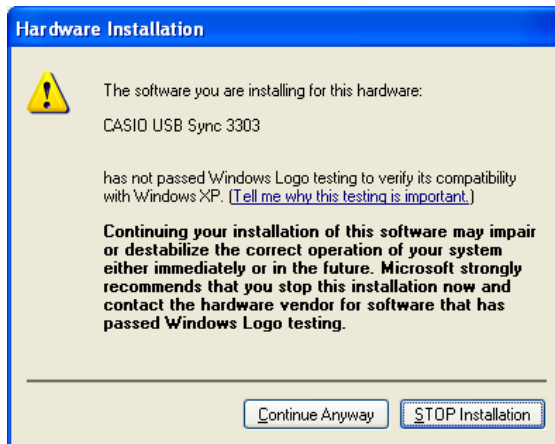 Hardware Installation
The software you are installing for this hardware:
CASIO USB Sync 3303
has not passed Windows Logo testing to verify its compatibility
with Windows XP. (Tell me why this testing is important.)
Continuing your installation of this software may impair
or destabilize the correct operation of your system
either immediately or in the future. Microsoft strongly
recommends that you stop this installation now and
contact the hardware vendor for software that has
passed Windows Logo testing.
Continue Anyway
STOP Installation